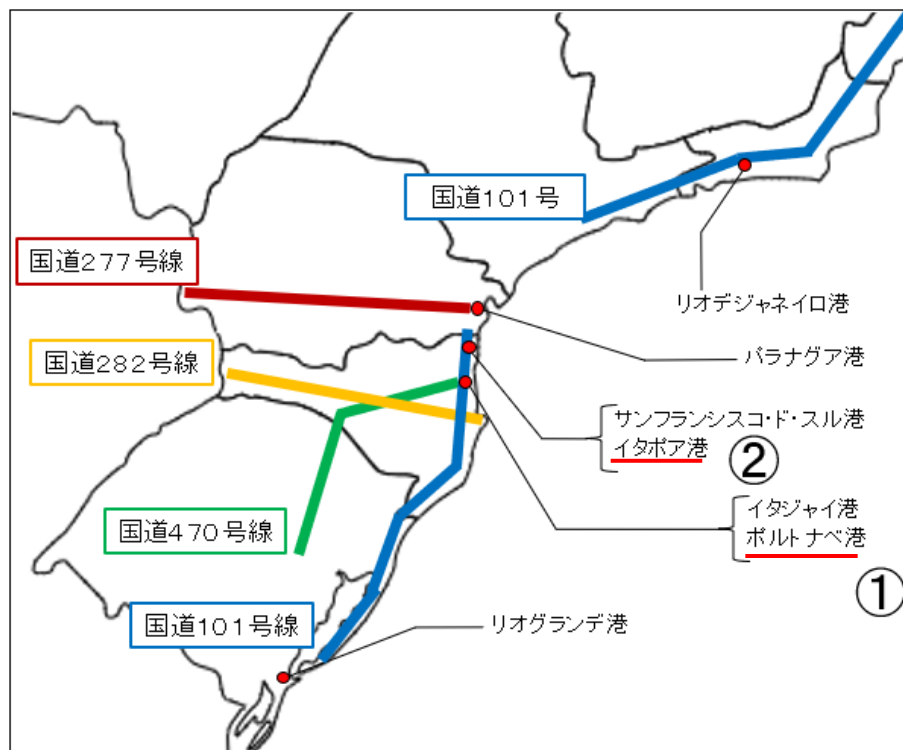 国道101号
国道277号線
リオデジャネイロ港
パラナグア港
国道282号線
サンフランシスコ・ド・スル港
イタポア港
②
イタジャイ港
ポルトナベ港
国道470号線
①
国道101号線
リオグランデ港